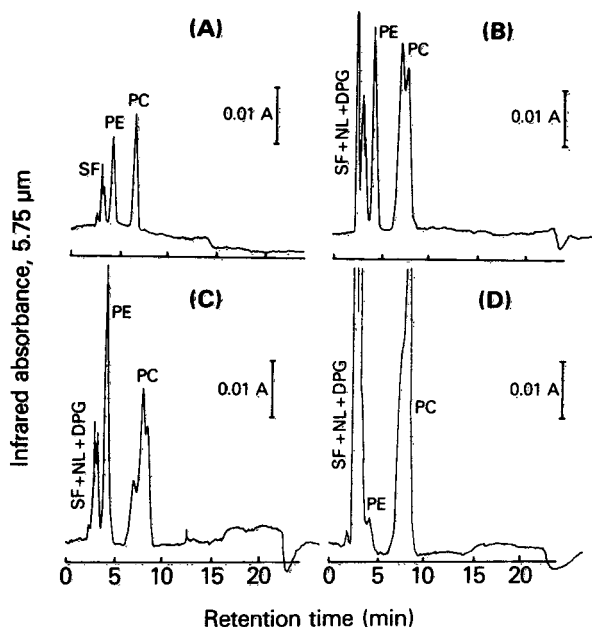 (A)
SF
PE
PC
0.01 A
(B)
SF+NL+DPG
PE
PC
0.01 A
(C)
SF+NL+DPG
PE
PC
0.01 A
0 5 10 15 20
(D)
SF+NL+DPG
PE
PC
0.01 A
0 5 10 15 20
Infrared absorbance, 5.75 µm
Retention time (min)